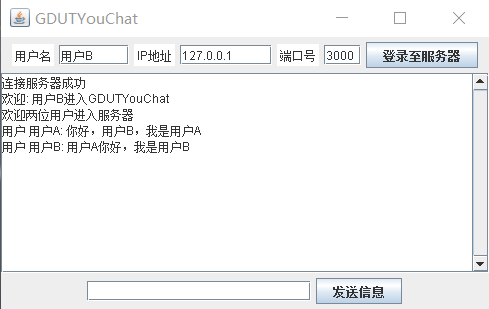 GDUTYouChat
用户名 用户B IP地址 127.0.0.1 端口号 3000 登录至服务器
连接服务器成功
欢迎: 用户B进入GDUTYouChat
欢迎两位用户进入服务器
用户 用户A: 你好，用户B，我是用户A
用户 用户B: 用户A你好，我是用户B
发送信息